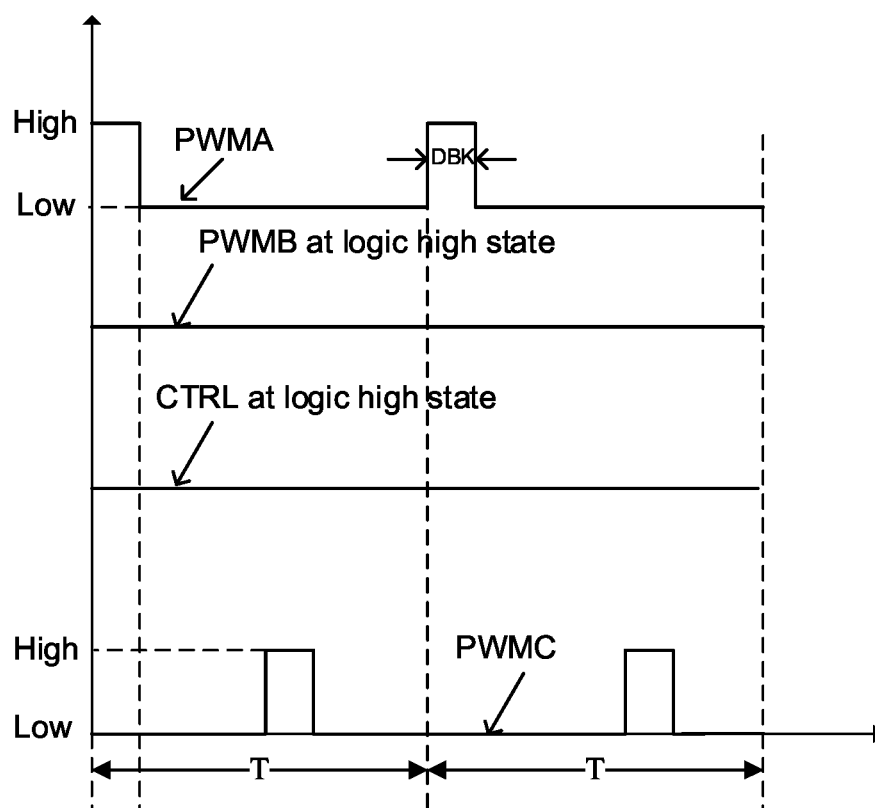 High
PWMA
DBK
Low
PWMB at logic high state
CTRL at logic high state
High
PWMC
Low
T
T